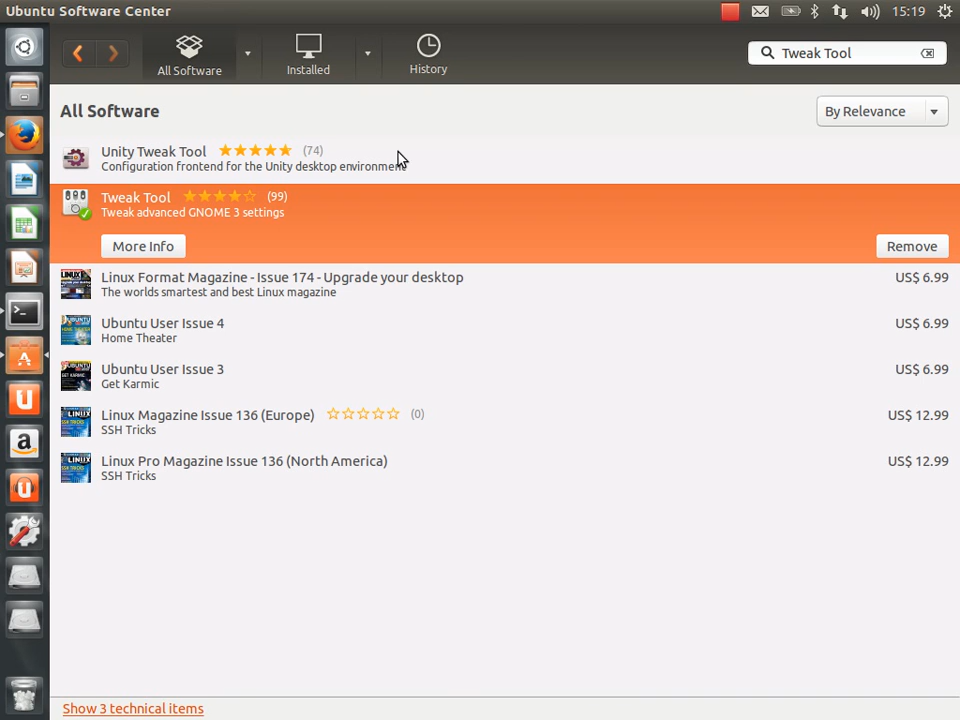 Ubuntu Software Center
15:19
All Software
Installed
History
Tweak Tool
All Software
By Relevance
Unity Tweak Tool (74)
Configuration frontend for the Unity desktop environment
Tweak Tool (99)
Tweak advanced GNOME 3 settings
More Info
Remove
Linux Format Magazine - Issue 174 - Upgrade your desktop US$ 6.99
The worlds smartest and best Linux magazine
Ubuntu User Issue 4 US$ 6.99
Home Theater
Ubuntu User Issue 3 US$ 6.99
Get Karmic
Linux Magazine Issue 136 (Europe) (0) US$ 12.99
SSH Tricks
Linux Pro Magazine Issue 136 (North America) US$ 12.99
SSH Tricks
Show 3 technical items